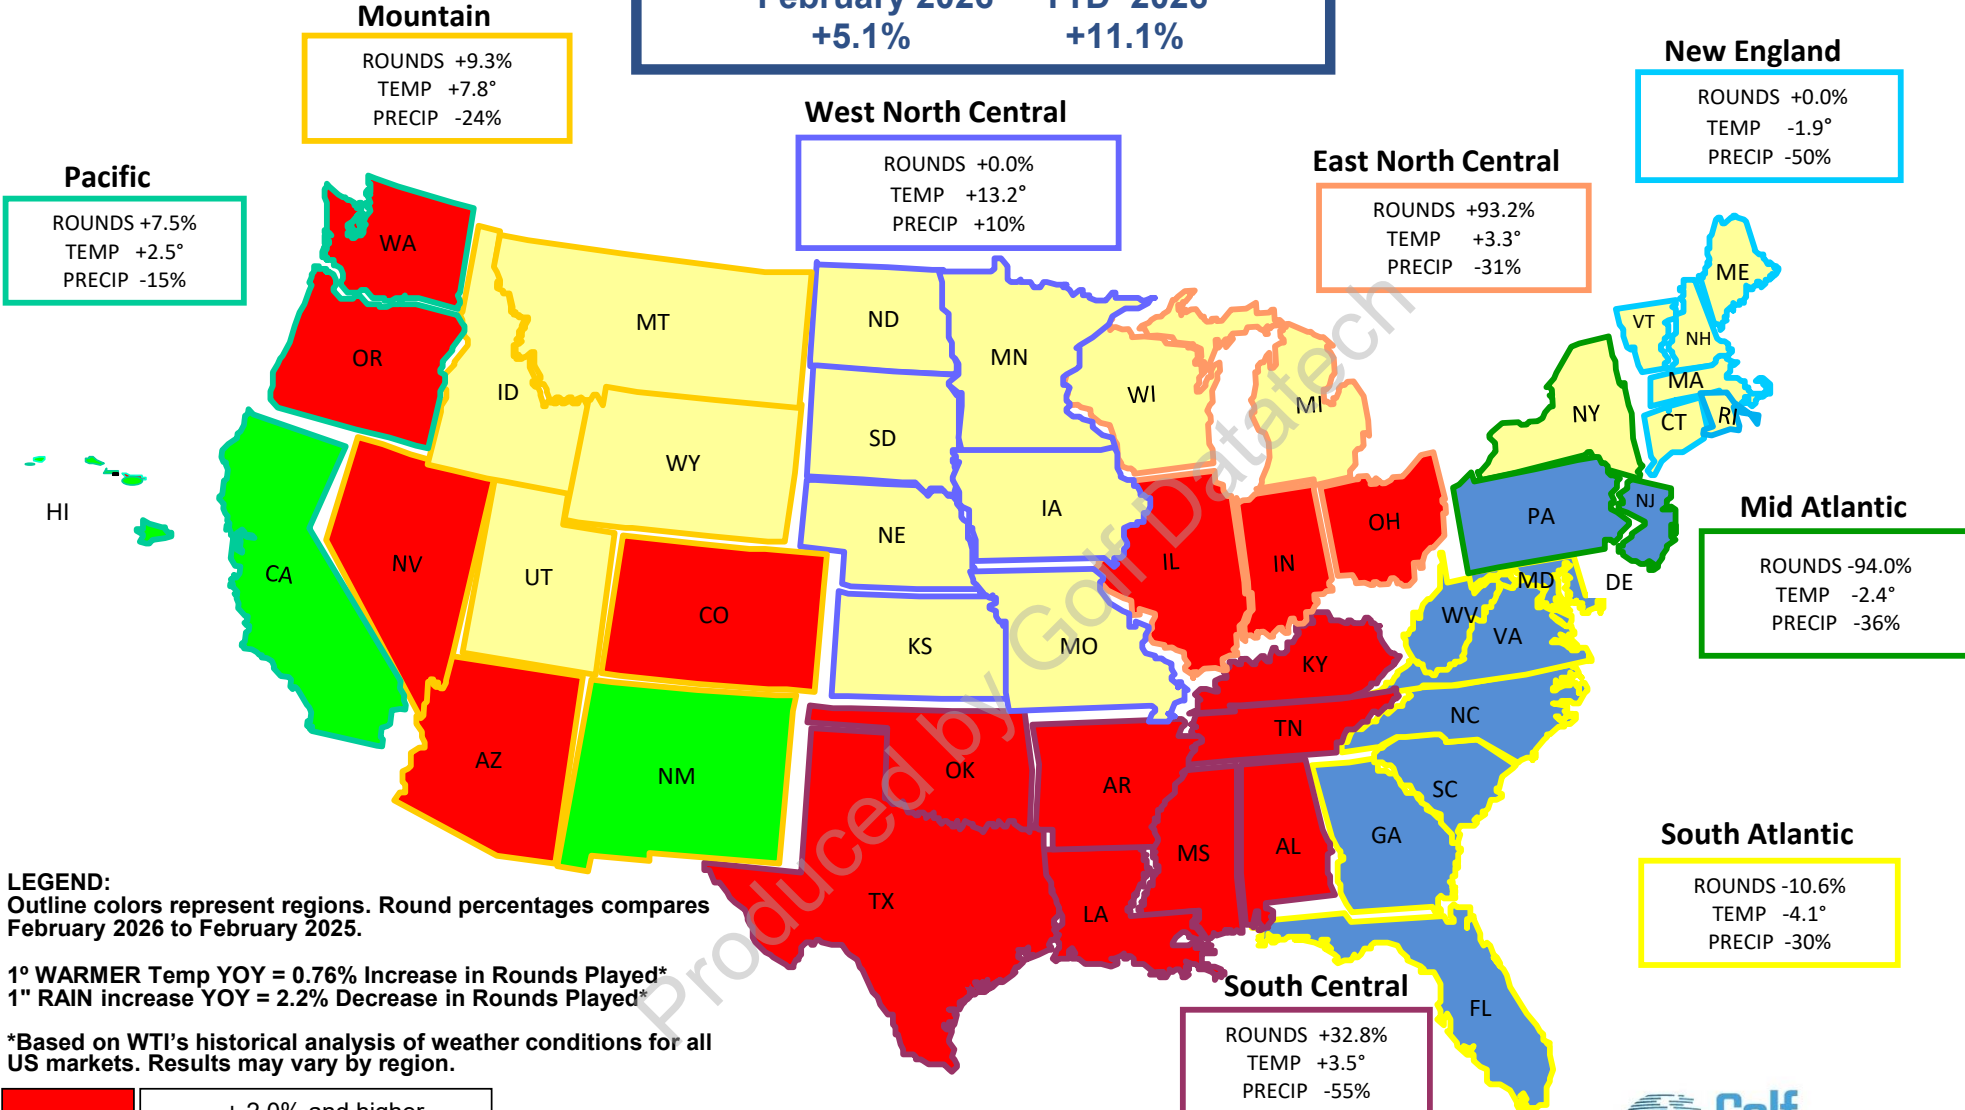 February 2026 YTD 2026
+5.1% +11.1%
Mountain
ROUNDS +9.3%
TEMP +7.8°
PRECIP -24%
New England
ROUNDS +0.0%
TEMP -1.9°
PRECIP -50%
West North Central
ROUNDS +0.0%
TEMP +13.2°
PRECIP +10%
East North Central
ROUNDS +93.2%
TEMP +3.3°
PRECIP -31%
Pacific
ROUNDS +7.5%
TEMP +2.5°
PRECIP -15%
Mid Atlantic
ROUNDS -94.0%
TEMP -2.4°
PRECIP -36%
South Atlantic
ROUNDS -10.6%
TEMP -4.1°
PRECIP -30%
South Central
ROUNDS +32.8%
TEMP +3.5°
PRECIP -55%
WA
OR
CA
HI
NV
ID
MT
WY
UT
CO
AZ
NM
ND
SD
NE
KS
MN
IA
MO
WI
MI
IL
IN
OH
KY
TN
OK
AR
TX
LA
MS
AL
ME
VT
NH
MA
CT
RI
NY
PA
NJ
DE
MD
WV
VA
NC
SC
GA
FL
Produced by Golf Datatech
LEGEND:
Outline colors represent regions. Round percentages compares
February 2026 to February 2025.
1º WARMER Temp YOY = 0.76% Increase in Rounds Played*
1" RAIN increase YOY = 2.2% Decrease in Rounds Played*
*Based on WTI's historical analysis of weather conditions for all
US markets. Results may vary by region.
+ 2.0% and higher
Golf